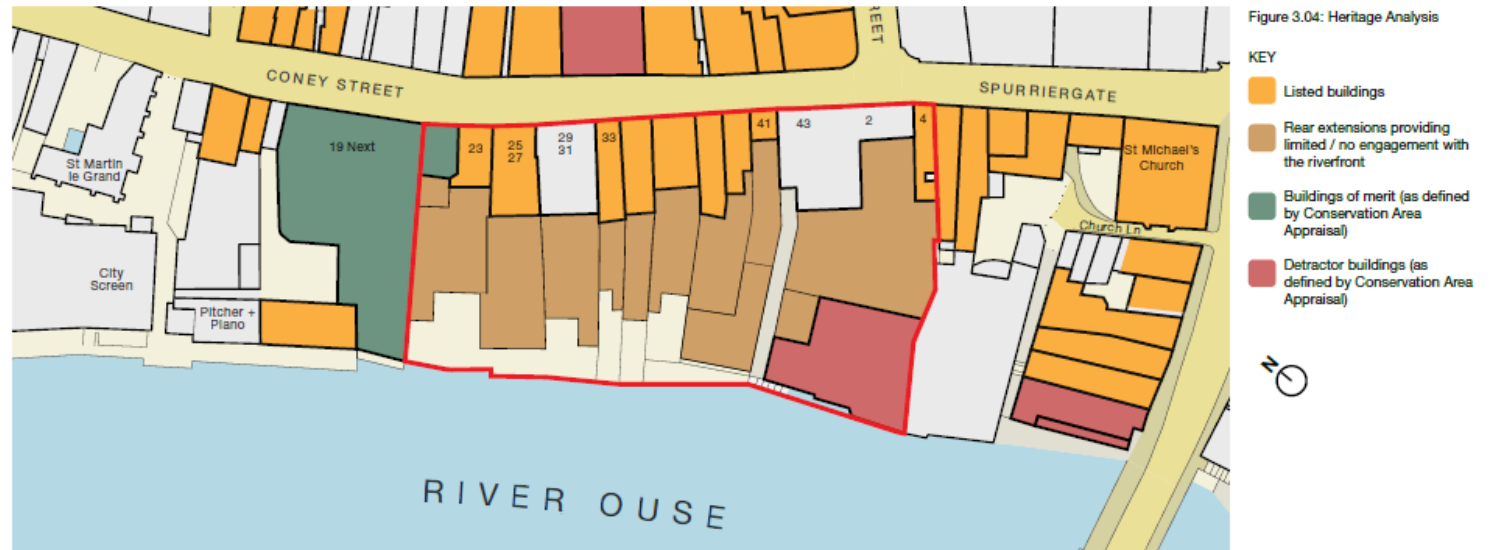 CONEY STREET
REET
SPURRIERGATE
St Martin
le Grand
19 Next
23
25
27
29
31
33
41
43
2
4
St Michael's
Church
Church Ln
City
Screen
Pitcher +
Piano
RIVER OUSE
Figure 3.04: Heritage Analysis
KEY
Listed buildings
Rear extensions providing
limited / no engagement with
the riverfront
Buildings of merit (as defined
by Conservation Area
Appraisal)
Detractor buildings (as
defined by Conservation Area
Appraisal)
N